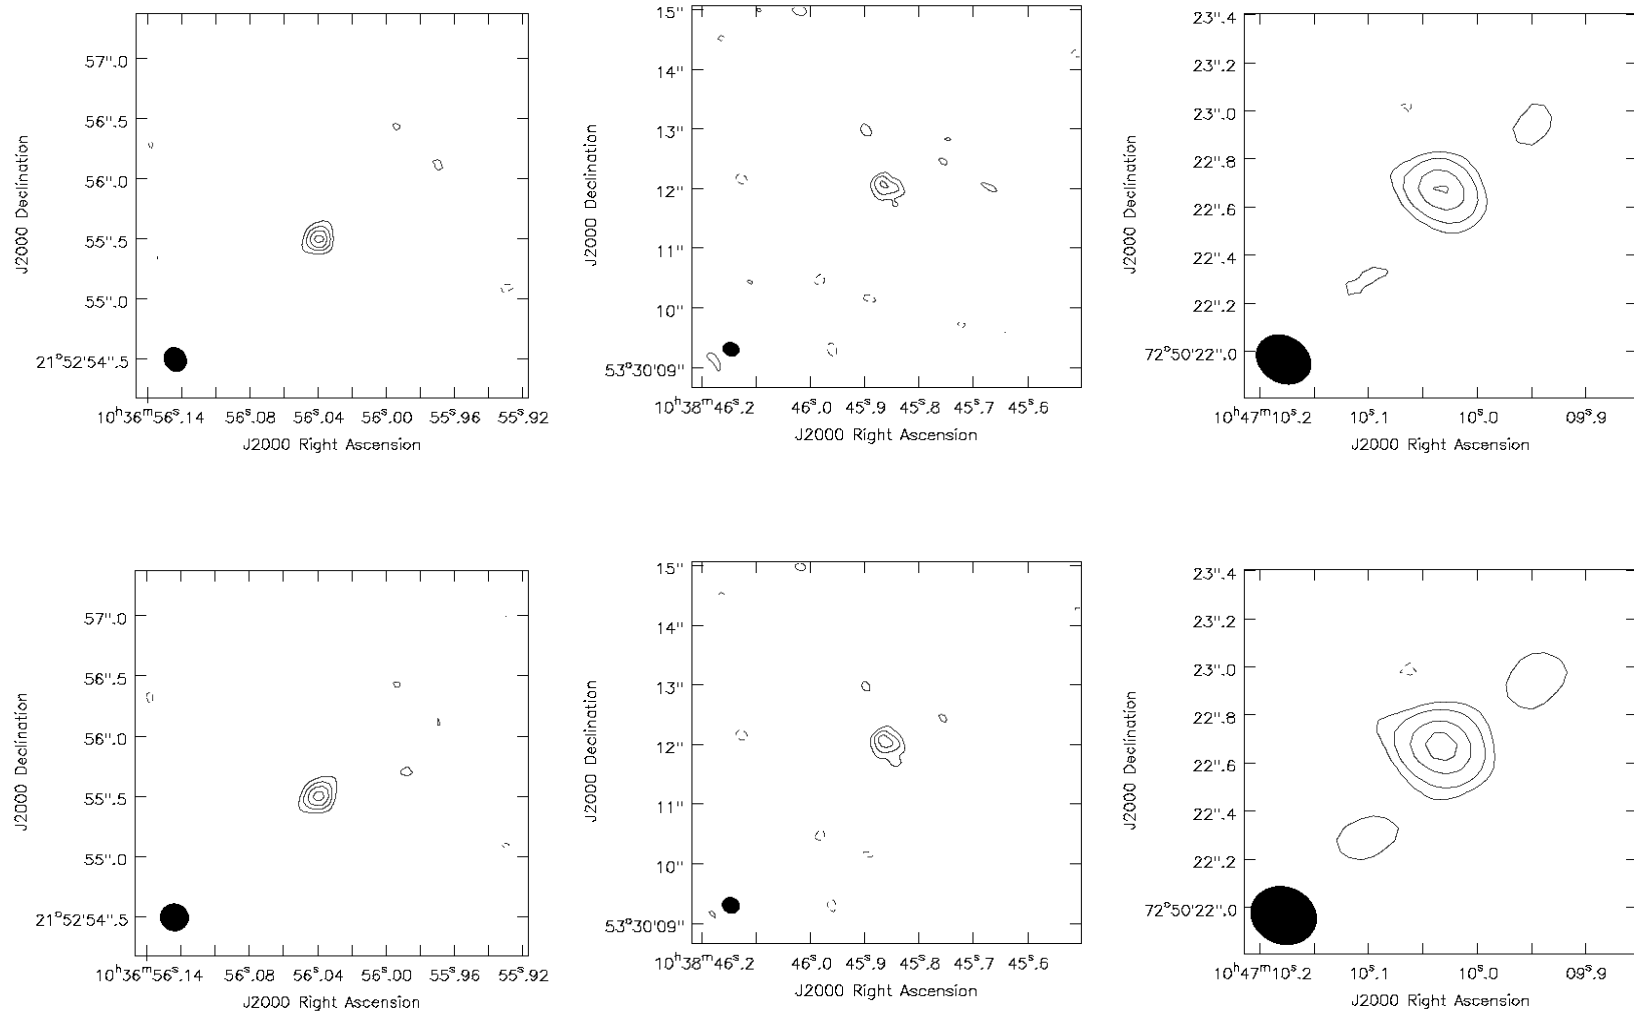 57".0
56".5
56".0
55".5
55".0
21°52'54".5
J2000 Declination
10ʰ36ᵐ56ˢ.14 56ˢ.08 56ˢ.04 56ˢ.00 55ˢ.96 55ˢ.92
J2000 Right Ascension
15"
14"
13"
12"
11"
10"
53°30'09"
J2000 Declination
10ʰ38ᵐ46ˢ.2 46ˢ.0 45ˢ.9 45ˢ.8 45ˢ.7 45ˢ.6
J2000 Right Ascension
23".4
23".2
23".0
22".8
22".6
22".4
22".2
72°50'22".0
J2000 Declination
10ʰ47ᵐ10ˢ.2 10ˢ.1 10ˢ.0 09ˢ.9
J2000 Right Ascension
57".0
56".5
56".0
55".5
55".0
21°52'54".5
J2000 Declination
10ʰ36ᵐ56ˢ.14 56ˢ.08 56ˢ.04 56ˢ.00 55ˢ.96 55ˢ.92
J2000 Right Ascension
15"
14"
13"
12"
11"
10"
53°30'09"
J2000 Declination
10ʰ38ᵐ46ˢ.2 46ˢ.0 45ˢ.9 45ˢ.8 45ˢ.7 45ˢ.6
J2000 Right Ascension
23".4
23".2
23".0
22".8
22".6
22".4
22".2
72°50'22".0
J2000 Declination
10ʰ47ᵐ10ˢ.2 10ˢ.1 10ˢ.0 09ˢ.9
J2000 Right Ascension